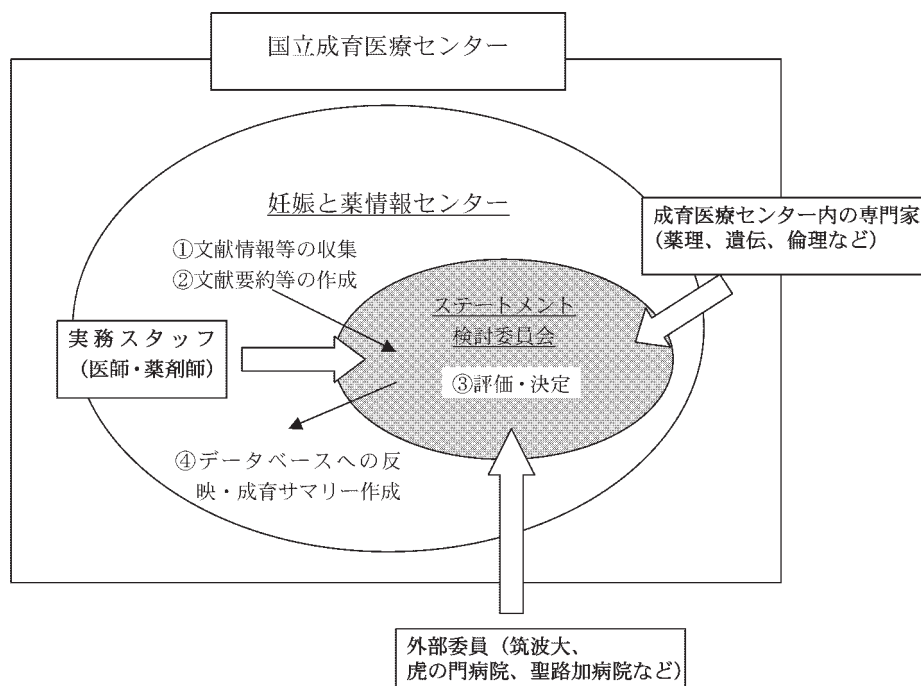 国立成育医療センター
妊娠と薬情報センター
①文献情報等の収集
②文献要約等の作成
成育医療センター内の専門家
（薬理、遺伝、倫理など）
ステートメント
検討委員会
③評価・決定
実務スタッフ
（医師・薬剤師）
④データベースへの反
映・成育サマリー作成
外部委員（筑波大、
虎の門病院、聖路加病院など）